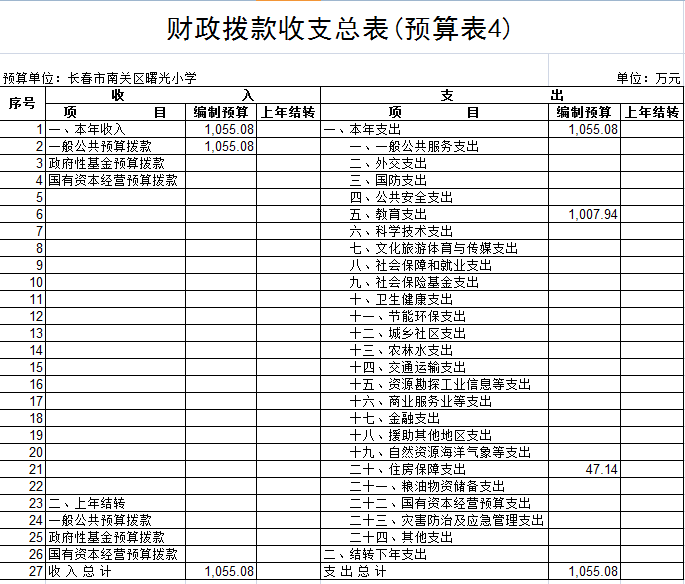 财政拨款收支总表(预算表4)
预算单位：长春市南关区曙光小学 单位：万元
序号 收 入 支 出
项 目 编制预算 上年结转 项 目 编制预算 上年结转
1 一、本年收入 1,055.08 一、本年支出 1,055.08
2 一般公共预算拨款 1,055.08 一、一般公共服务支出
3 政府性基金预算拨款 二、外交支出
4 国有资本经营预算拨款 三、国防支出
5 四、公共安全支出
6 五、教育支出 1,007.94
7 六、科学技术支出
8 七、文化旅游体育与传媒支出
9 八、社会保障和就业支出
10 九、社会保险基金支出
11 十、卫生健康支出
12 十一、节能环保支出
13 十二、城乡社区支出
14 十三、农林水支出
15 十四、交通运输支出
16 十五、资源勘探工业信息等支出
17 十六、商业服务业等支出
18 十七、金融支出
19 十八、援助其他地区支出
20 十九、自然资源海洋气象等支出
21 二十、住房保障支出 47.14
22 二十一、粮油物资储备支出
23 二、上年结转 二十二、国有资本经营预算支出
24 一般公共预算拨款 二十三、灾害防治及应急管理支出
25 政府性基金预算拨款 二十四、其他支出
26 国有资本经营预算拨款 二、结转下年支出
27 收 入 总 计 1,055.08 支 出 总 计 1,055.08